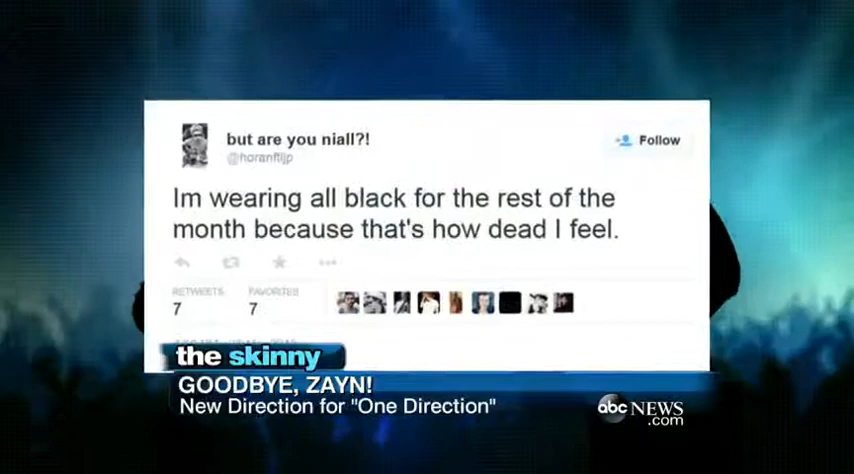 but are you niall?!
@horanftljp
Follow
Im wearing all black for the rest of the
month because that's how dead I feel.
RETWEETS
FAVORITES
7
7
the skinny
GOODBYE, ZAYN!
New Direction for "One Direction"
abc NEWS
.com